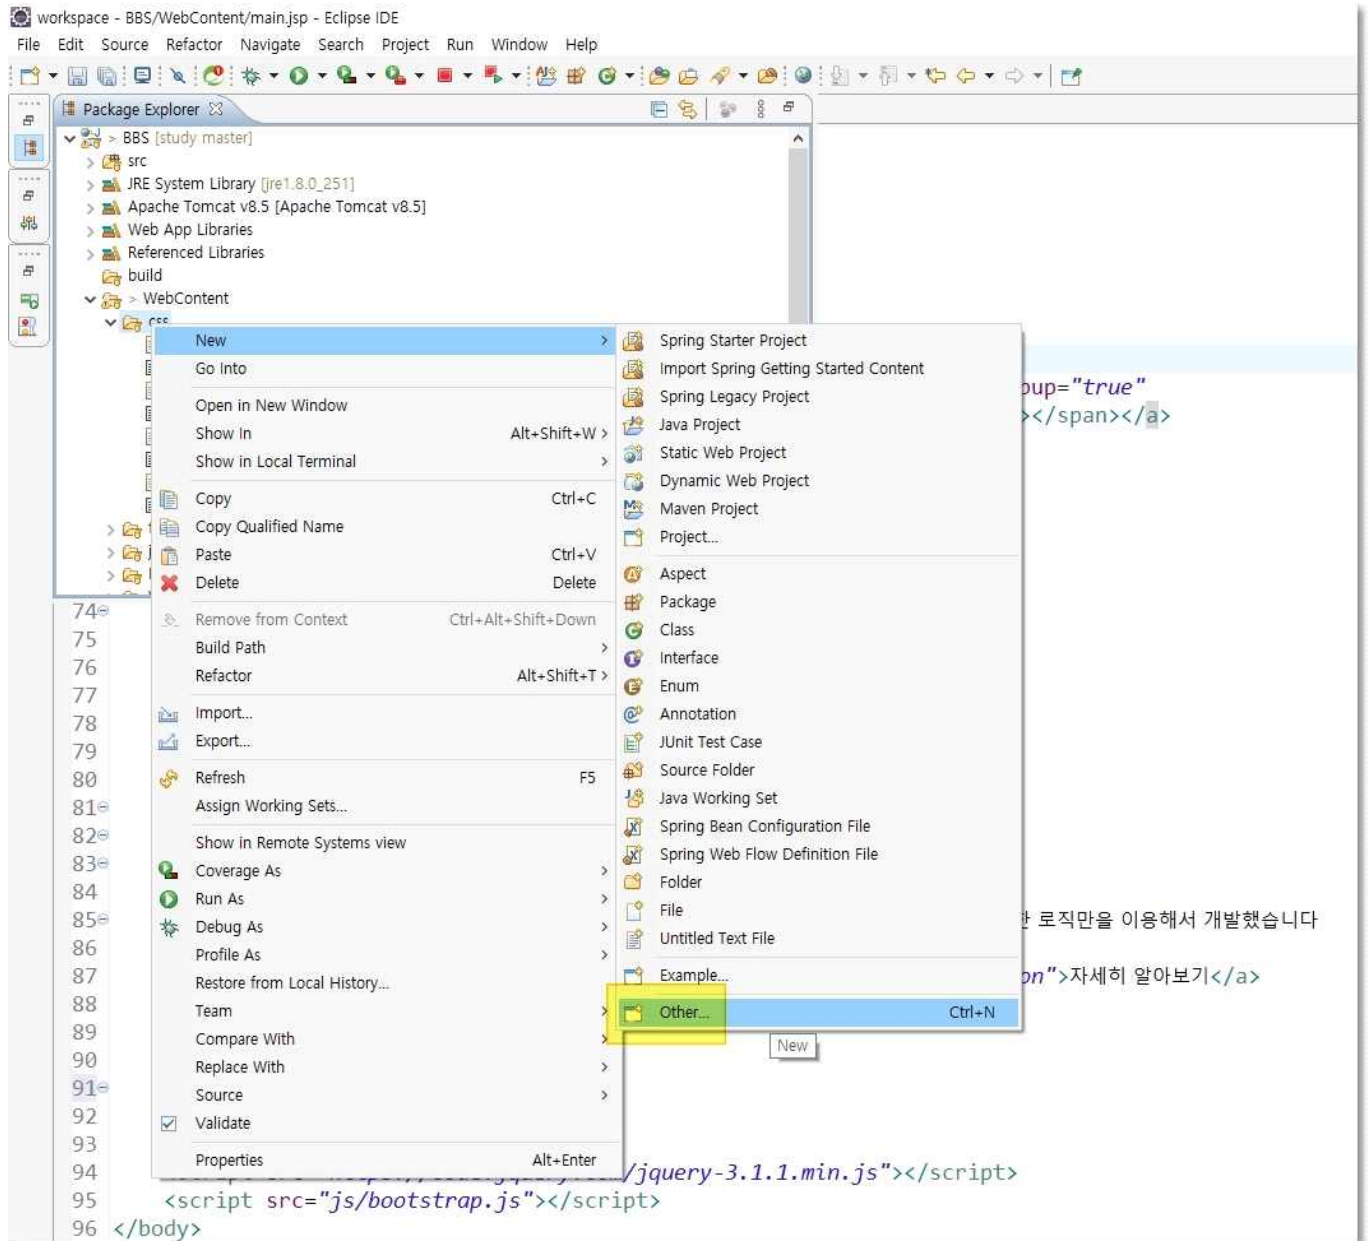 workspace - BBS/WebContent/main.jsp - Eclipse IDE
File Edit Source Refactor Navigate Search Project Run Window Help
Package Explorer
> BBS [study master]
src
JRE System Library [jre1.8.0_251]
Apache Tomcat v8.5 [Apache Tomcat v8.5]
Web App Libraries
Referenced Libraries
build
> WebContent
css
New
Go Into
Open in New Window
Show In Alt+Shift+W >
Show in Local Terminal
Copy Ctrl+C
Copy Qualified Name
Paste Ctrl+V
Delete Delete
Remove from Context Ctrl+Alt+Shift+Down
Build Path
Refactor Alt+Shift+T >
Import...
Export...
Refresh F5
Assign Working Sets...
Show in Remote Systems view
Coverage As
Run As
Debug As
Profile As
Restore from Local History...
Team
Compare With
Replace With
Source
Validate
Properties Alt+Enter
Spring Starter Project
Import Spring Getting Started Content
Spring Legacy Project
Java Project
Static Web Project
Dynamic Web Project
Maven Project
Project...
Aspect
Package
Class
Interface
Enum
Annotation
JUnit Test Case
Source Folder
Java Working Set
Spring Bean Configuration File
Spring Web Flow Definition File
Folder
File
Untitled Text File
Example...
Other... Ctrl+N
New
pup="true"
></span></a>
74
75
76
77
78
79
80
81
82
83
84
85 로직만을 이용해서 개발했습니다
86
87 on">자세히 알아보기</a>
88
89
90
91
92
93
94 /jquery-3.1.1.min.js"></script>
95 <script src="js/bootstrap.js"></script>
96 </body>